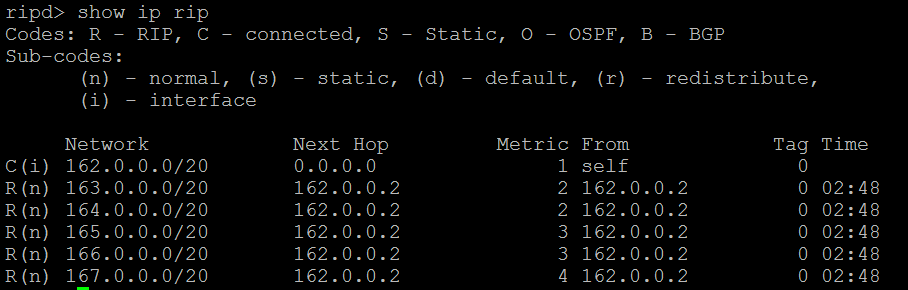 ripd> show ip rip
Codes: R - RIP, C - connected, S - Static, O - OSPF, B - BGP
Sub-codes:
      (n) - normal, (s) - static, (d) - default, (r) - redistribute,
      (i) - interface

     Network            Next Hop         Metric From            Tag Time
C(i) 162.0.0.0/20       0.0.0.0               1 self              0
R(n) 163.0.0.0/20       162.0.0.2             2 162.0.0.2         0 02:48
R(n) 164.0.0.0/20       162.0.0.2             2 162.0.0.2         0 02:48
R(n) 165.0.0.0/20       162.0.0.2             3 162.0.0.2         0 02:48
R(n) 166.0.0.0/20       162.0.0.2             3 162.0.0.2         0 02:48
R(n) 167.0.0.0/20       162.0.0.2             4 162.0.0.2         0 02:48